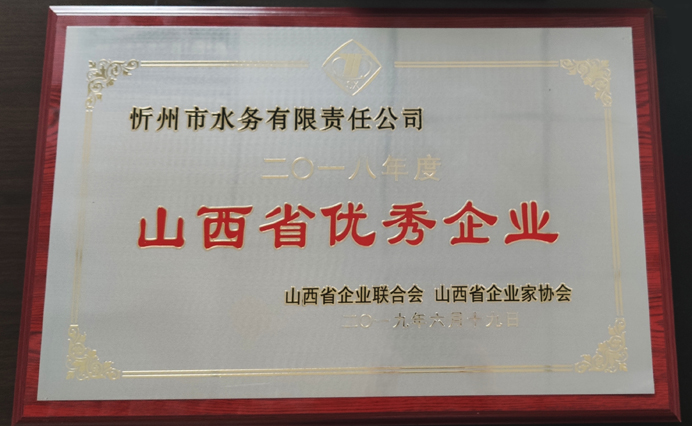 忻州市水务有限责任公司
二〇一八年度
山西省优秀企业
山西省企业联合会 山西省企业家协会
二〇一九年六月十九日